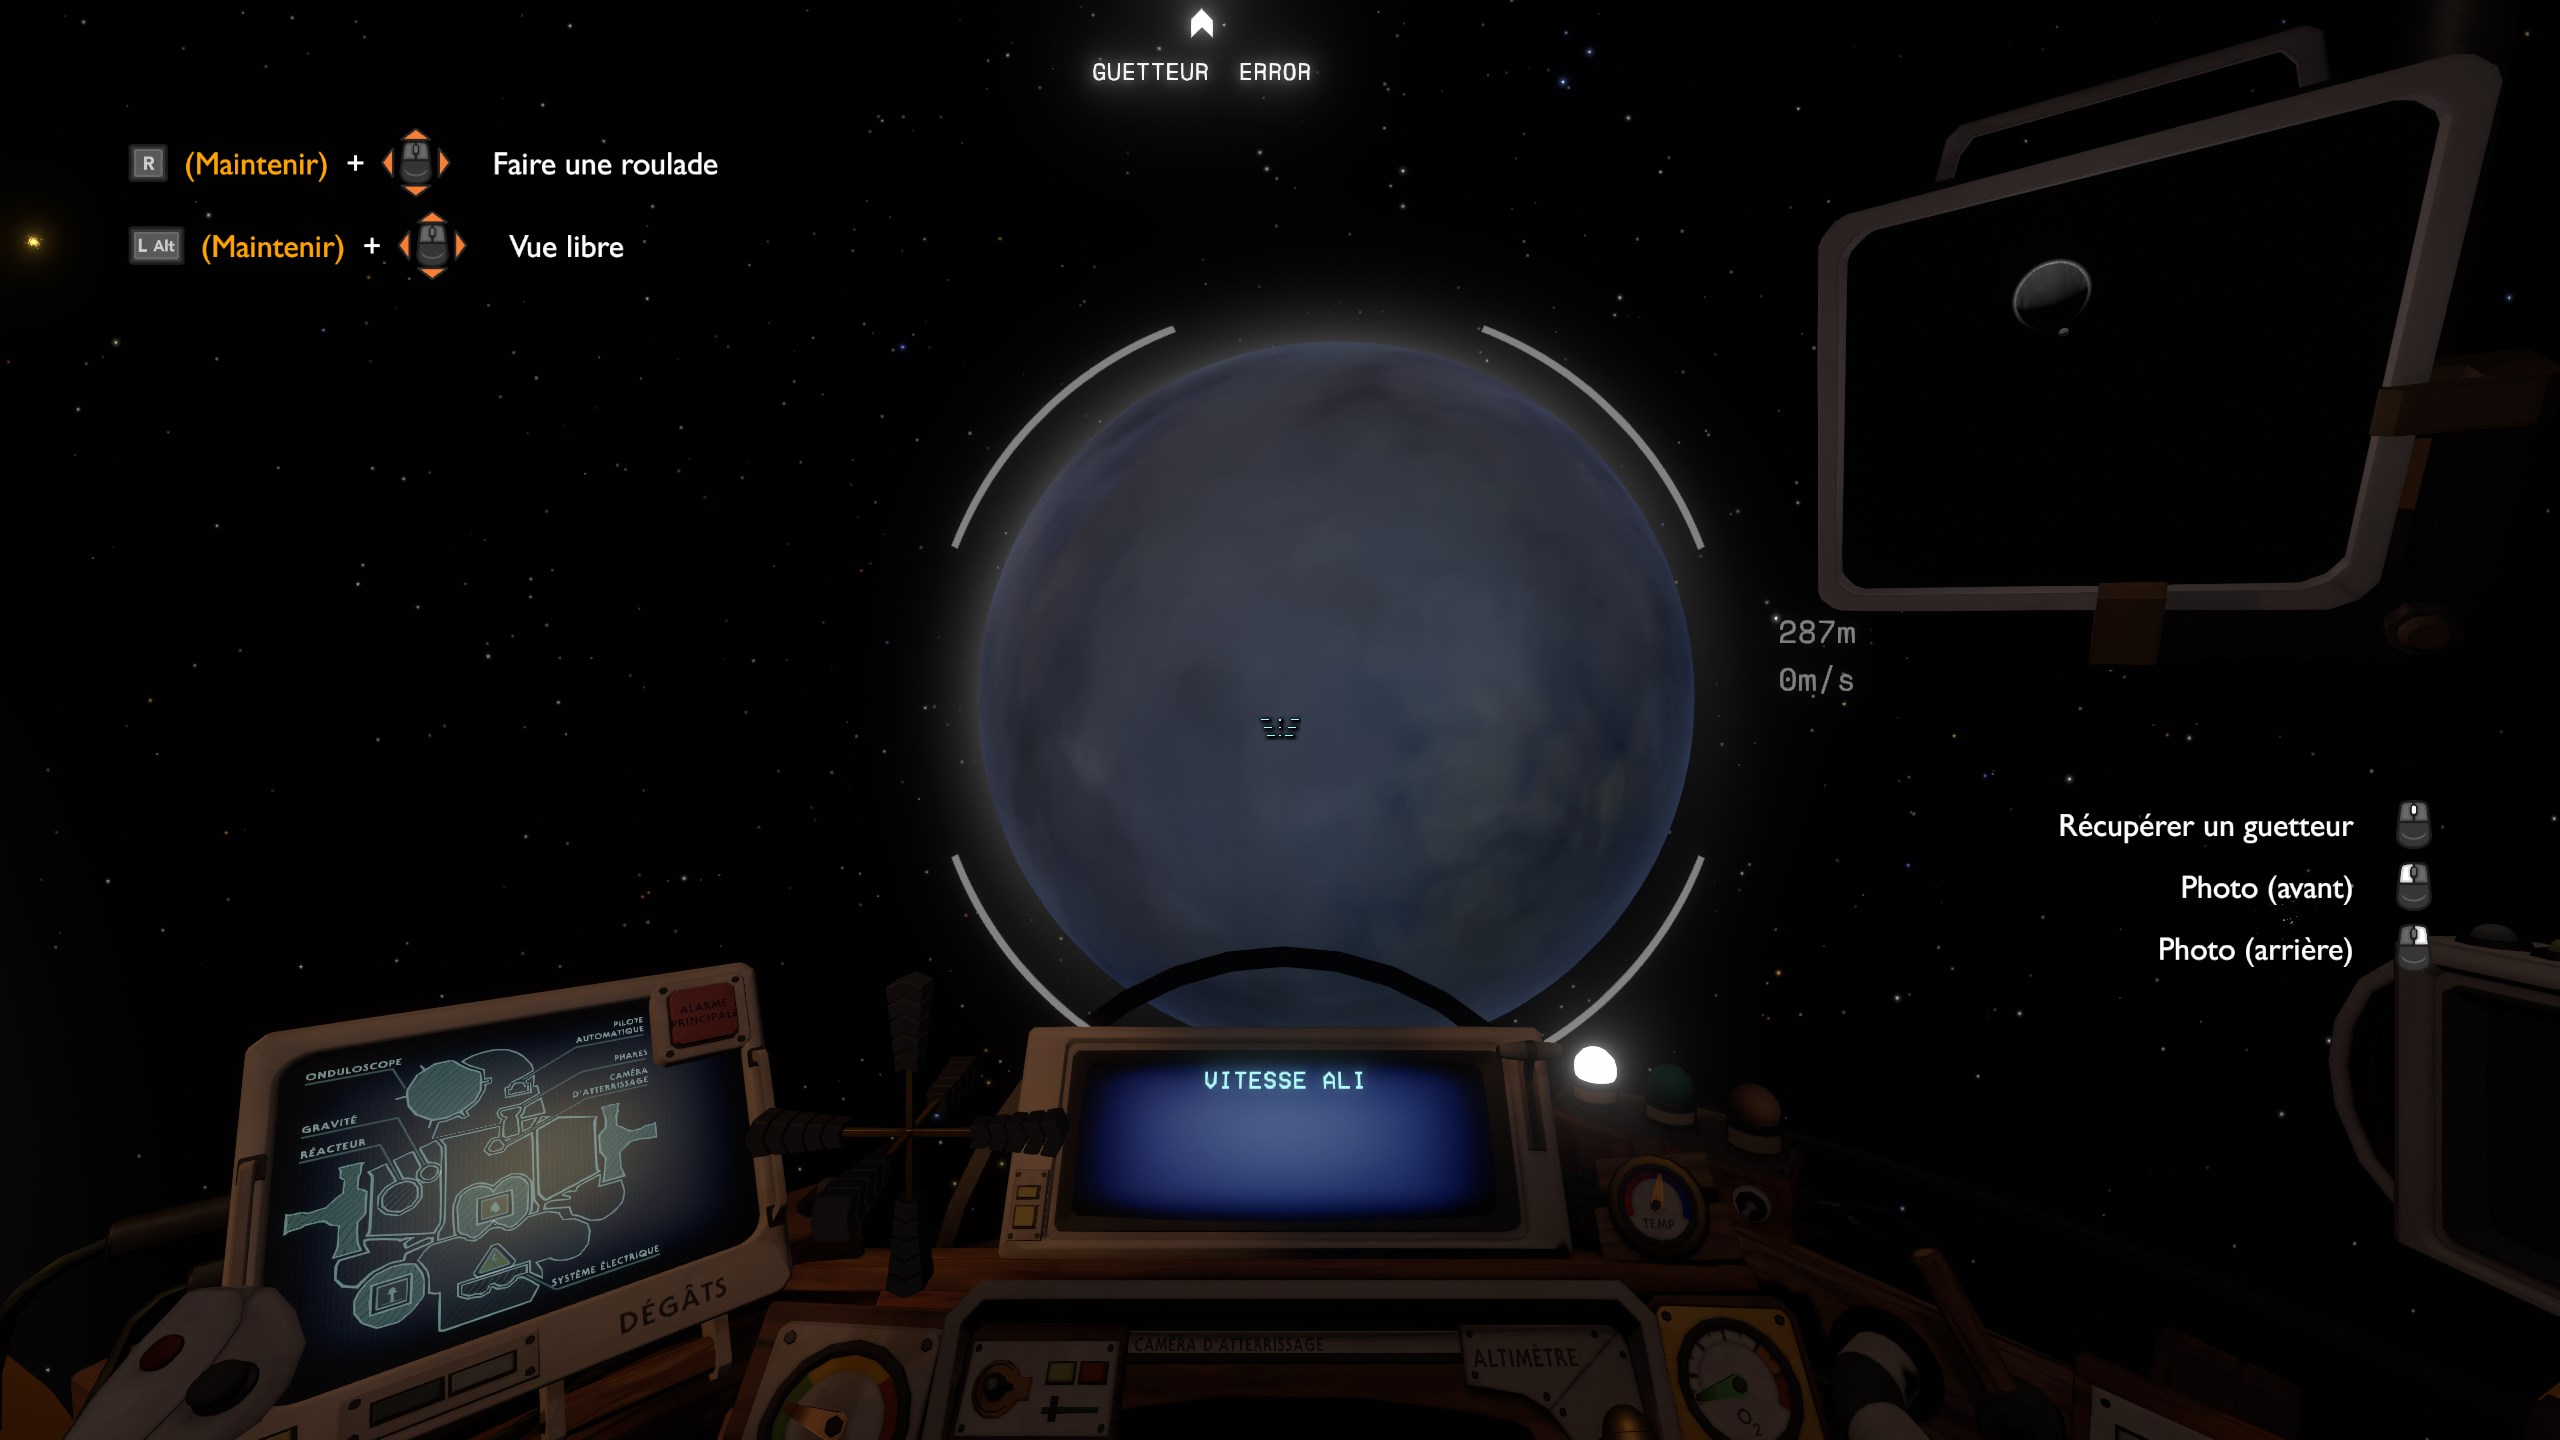 GUETTEUR ERROR
R (Maintenir) + Faire une roulade
L Alt (Maintenir) + Vue libre
287m
0m/s
Récupérer un guetteur
Photo (avant)
Photo (arrière)
ALARME
PRINCIPALE
PILOTE
AUTOMATIQUE
PHARES
CAMÉRA
D'ATTERRISSAGE
ONDULOSCOPE
GRAVITÉ
RÉACTEUR
SYSTÈME ÉLECTRIQUE
DÉGÂTS
VITESSE ALI
TEMP
CAMÉRA D'ATTERRISSAGE
ALTIMÈTRE
O2